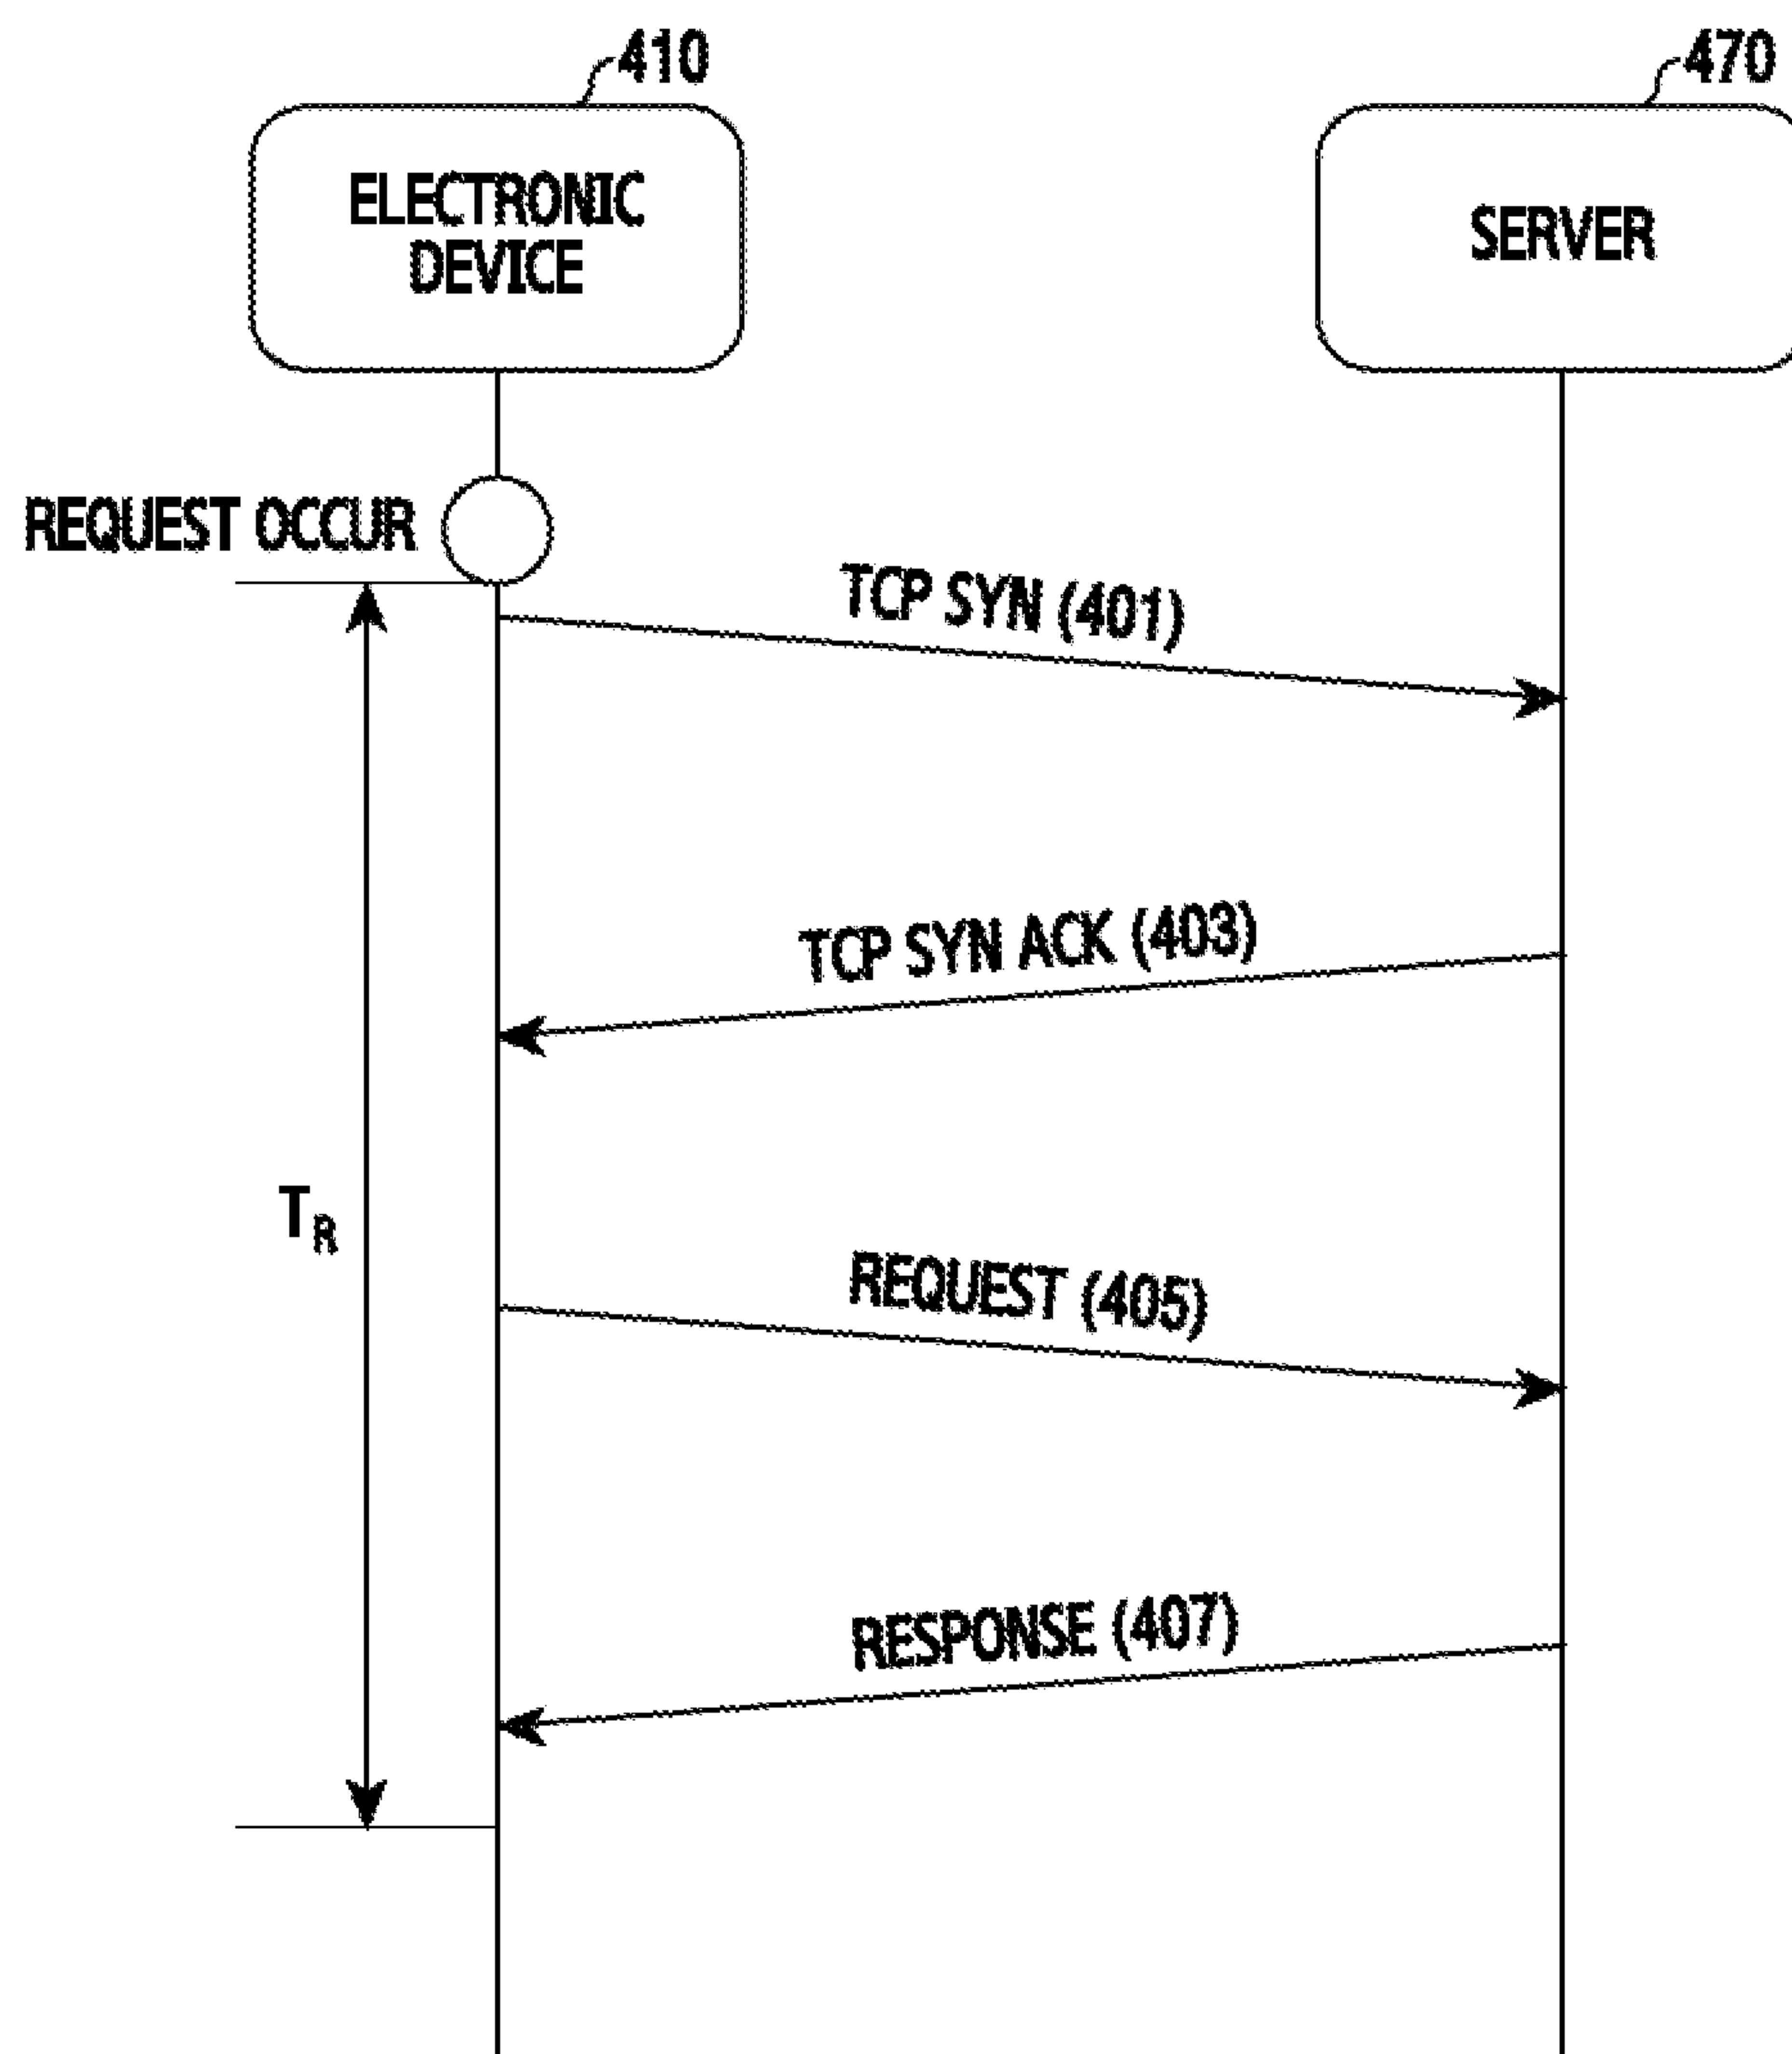 410
470
ELECTRONIC
DEVICE
SERVER
REQUEST OCCUR
TCP SYN (401)
TCP SYN ACK (403)
TR
REQUEST (405)
RESPONSE (407)